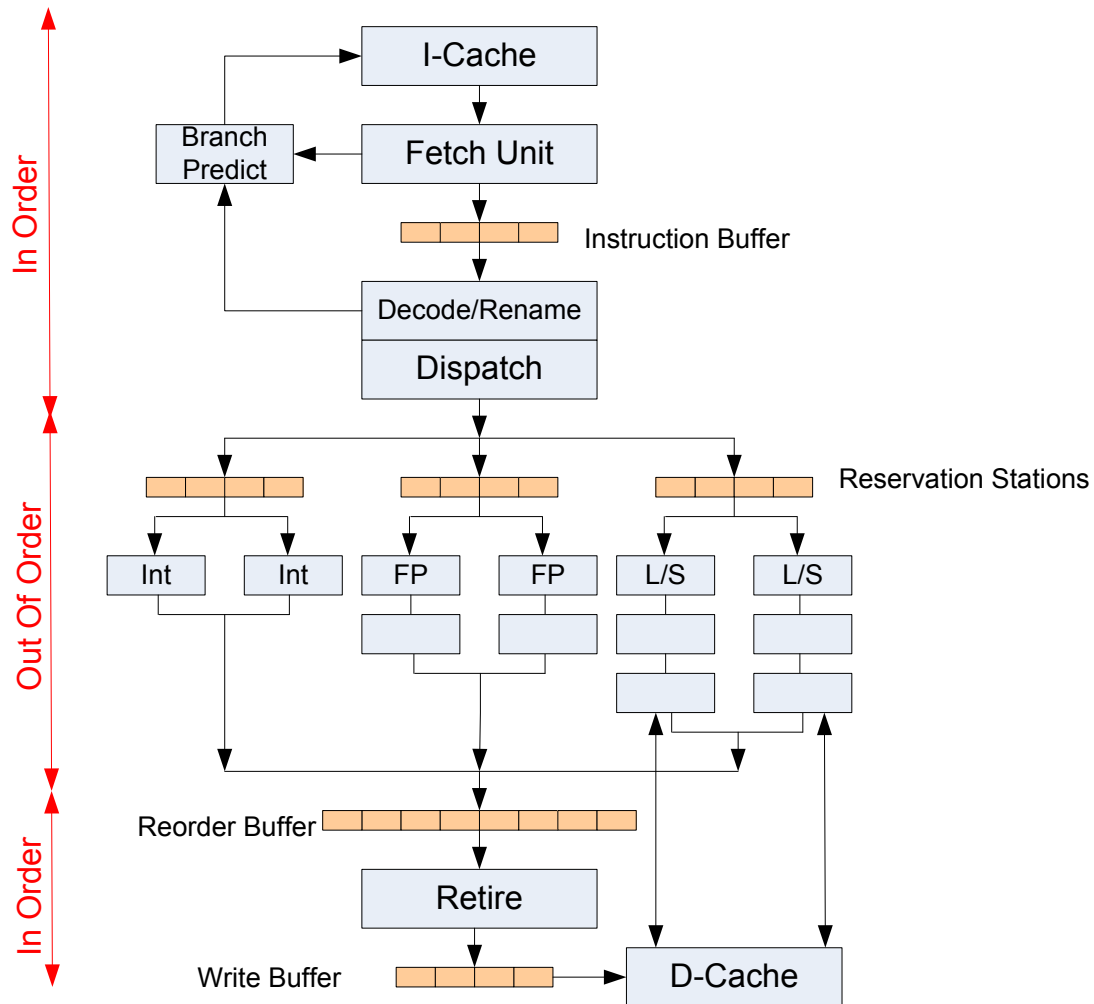 I-Cache
Branch
Predict
Fetch Unit
In Order
Instruction Buffer
Decode/Rename
Dispatch
Out Of Order
Reservation Stations
Int
Int
FP
FP
L/S
L/S
Reorder Buffer
In Order
Retire
Write Buffer
D-Cache